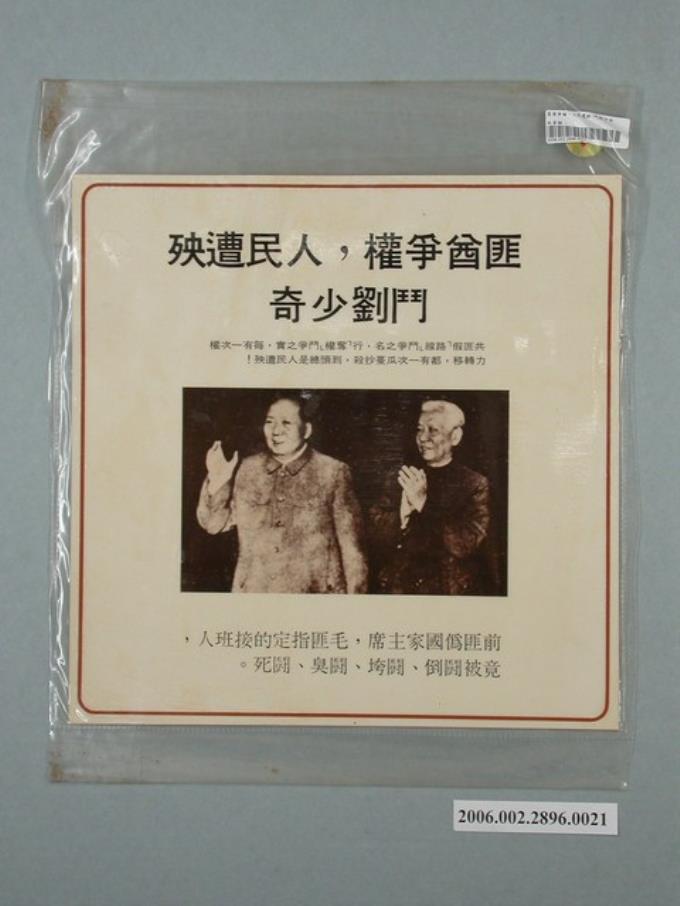 匪酋爭權，人民遭殃
鬥劉少奇
共匪假「路線」鬥爭之名，行「奪權」鬥爭之實，每有一次權
力轉移，都有一次瓜蔓抄殺，到頭總是人民遭殃！
前匪偽國家主席，毛匪指定的接班人，
竟被鬪倒、鬪垮、鬪臭、鬪死。
2006.002.2896.0021